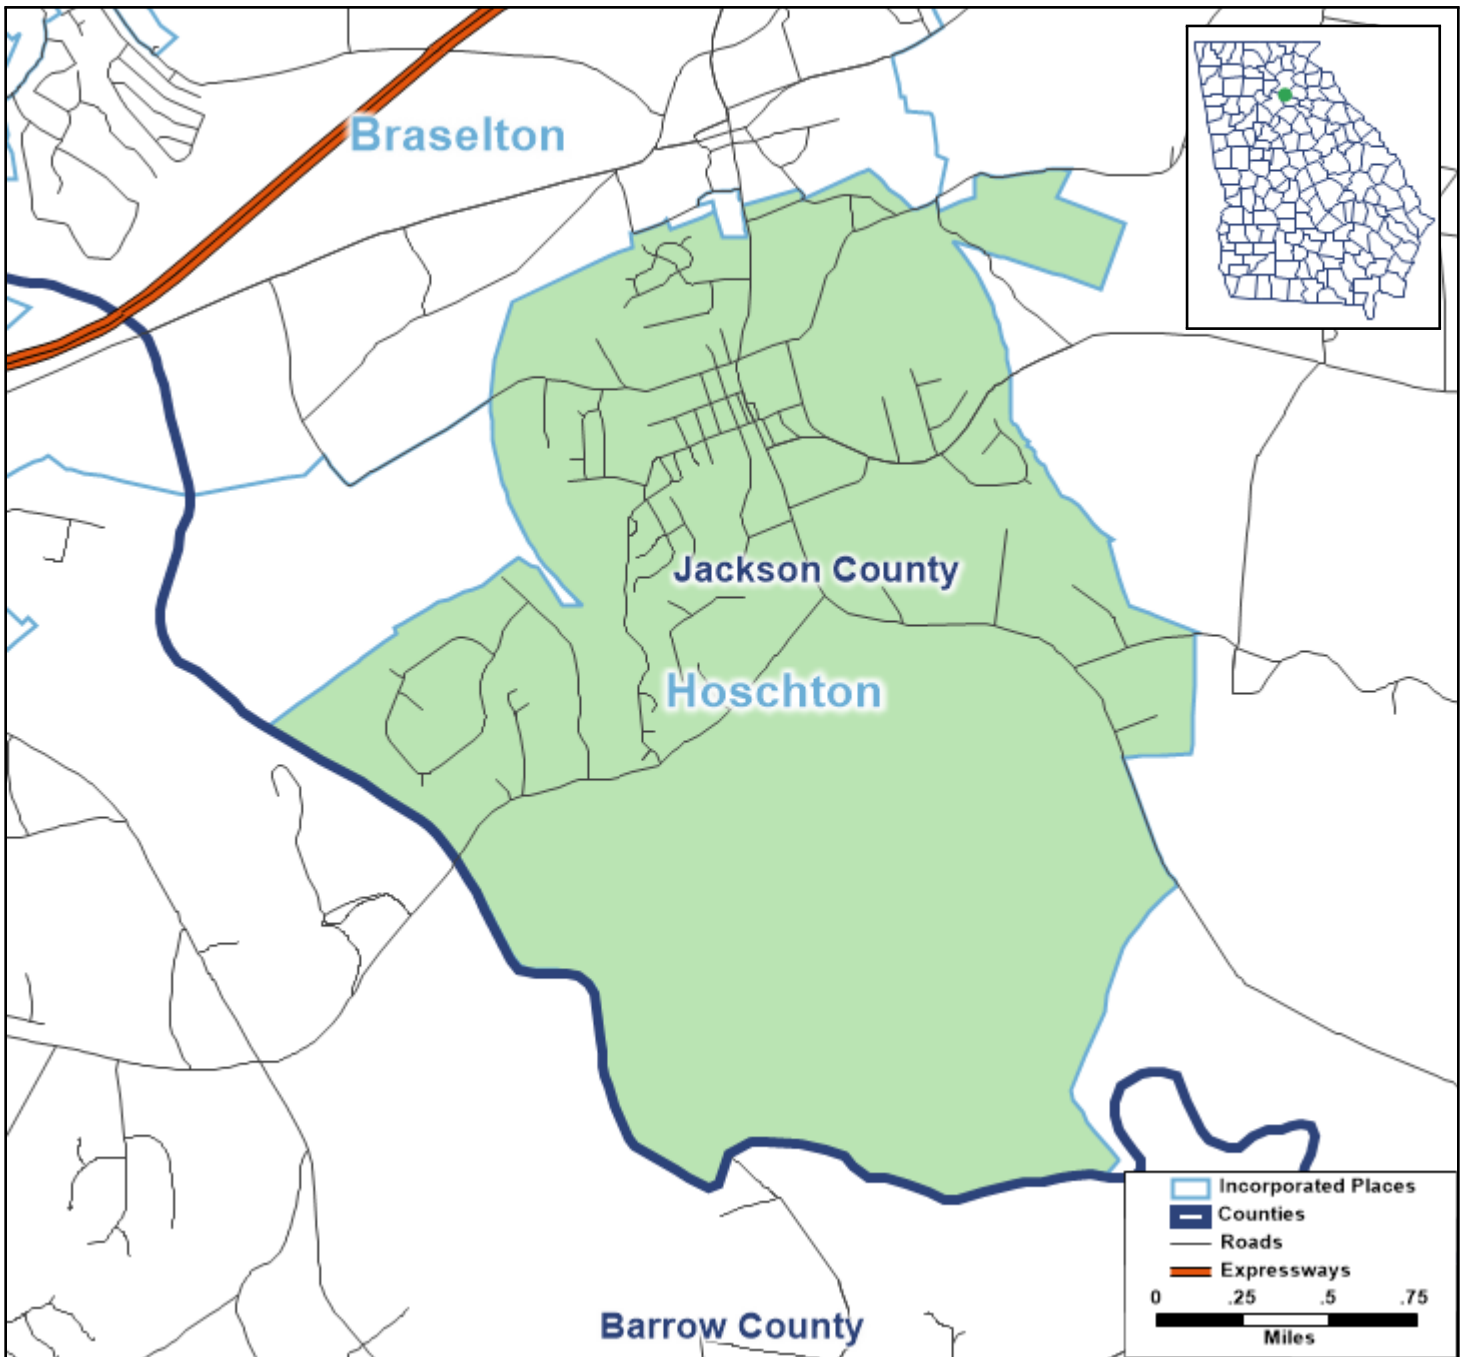 Braselton
Jackson County
Hoschton
Barrow County
Incorporated Places
Counties
Roads
Expressways
0 .25 .5 .75
Miles